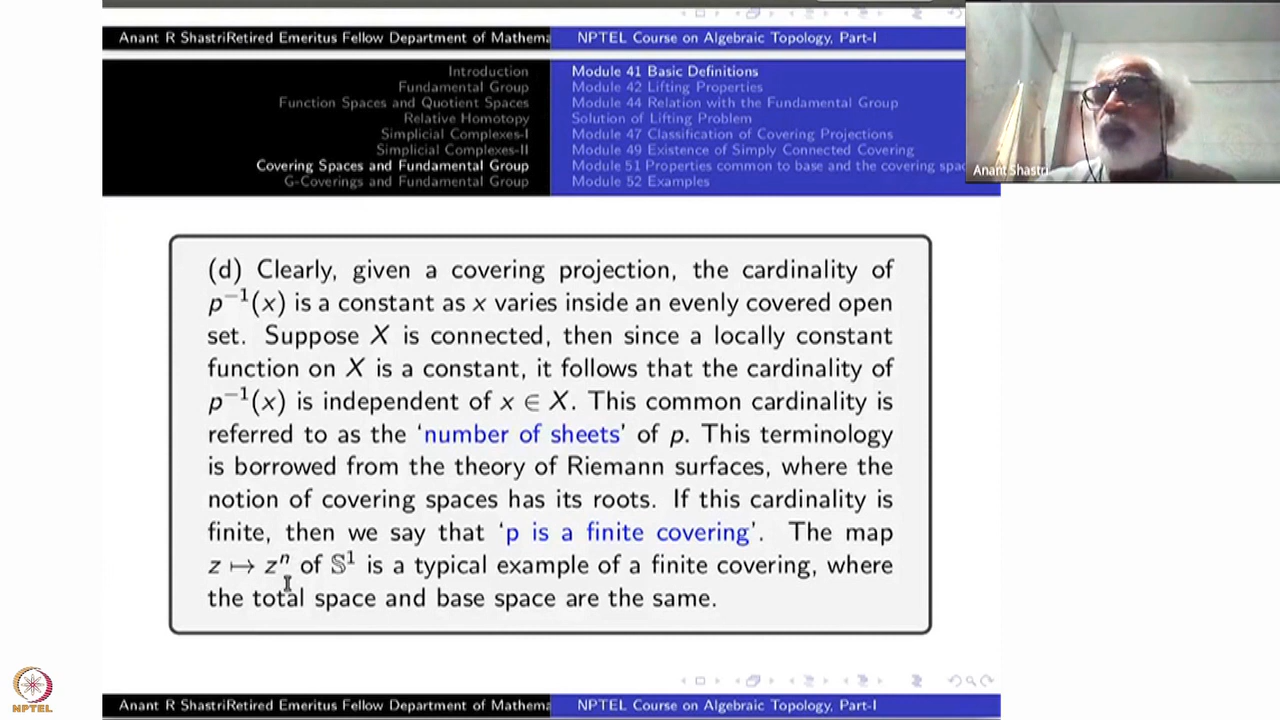 Anant R ShastriRetired Emeritus Fellow Department of Mathema
NPTEL Course on Algebraic Topology, Part-I
Introduction
Fundamental Group
Function Spaces and Quotient Spaces
Relative Homotopy
Simplicial Complexes-I
Simplicial Complexes-II
Covering Spaces and Fundamental Group
G-Coverings and Fundamental Group
Module 41 Basic Definitions
Module 42 Lifting Properties
Module 44 Relation with the Fundamental Group
Solution of Lifting Problem
Module 47 Classification of Covering Projections
Module 49 Existence of Simply Connected Covering
Module 51 Properties common to base and the covering spac
Module 52 Examples
Anant Shastri
(d) Clearly, given a covering projection, the cardinality of
p⁻¹(x) is a constant as x varies inside an evenly covered open
set. Suppose X is connected, then since a locally constant
function on X is a constant, it follows that the cardinality of
p⁻¹(x) is independent of x ∈ X. This common cardinality is
referred to as the ‘number of sheets’ of p. This terminology
is borrowed from the theory of Riemann surfaces, where the
notion of covering spaces has its roots. If this cardinality is
finite, then we say that ‘p is a finite covering’. The map
z ↦ zⁿ of 𝕊¹ is a typical example of a finite covering, where
the total space and base space are the same.
NPTEL
Anant R ShastriRetired Emeritus Fellow Department of Mathema
NPTEL Course on Algebraic Topology, Part-I